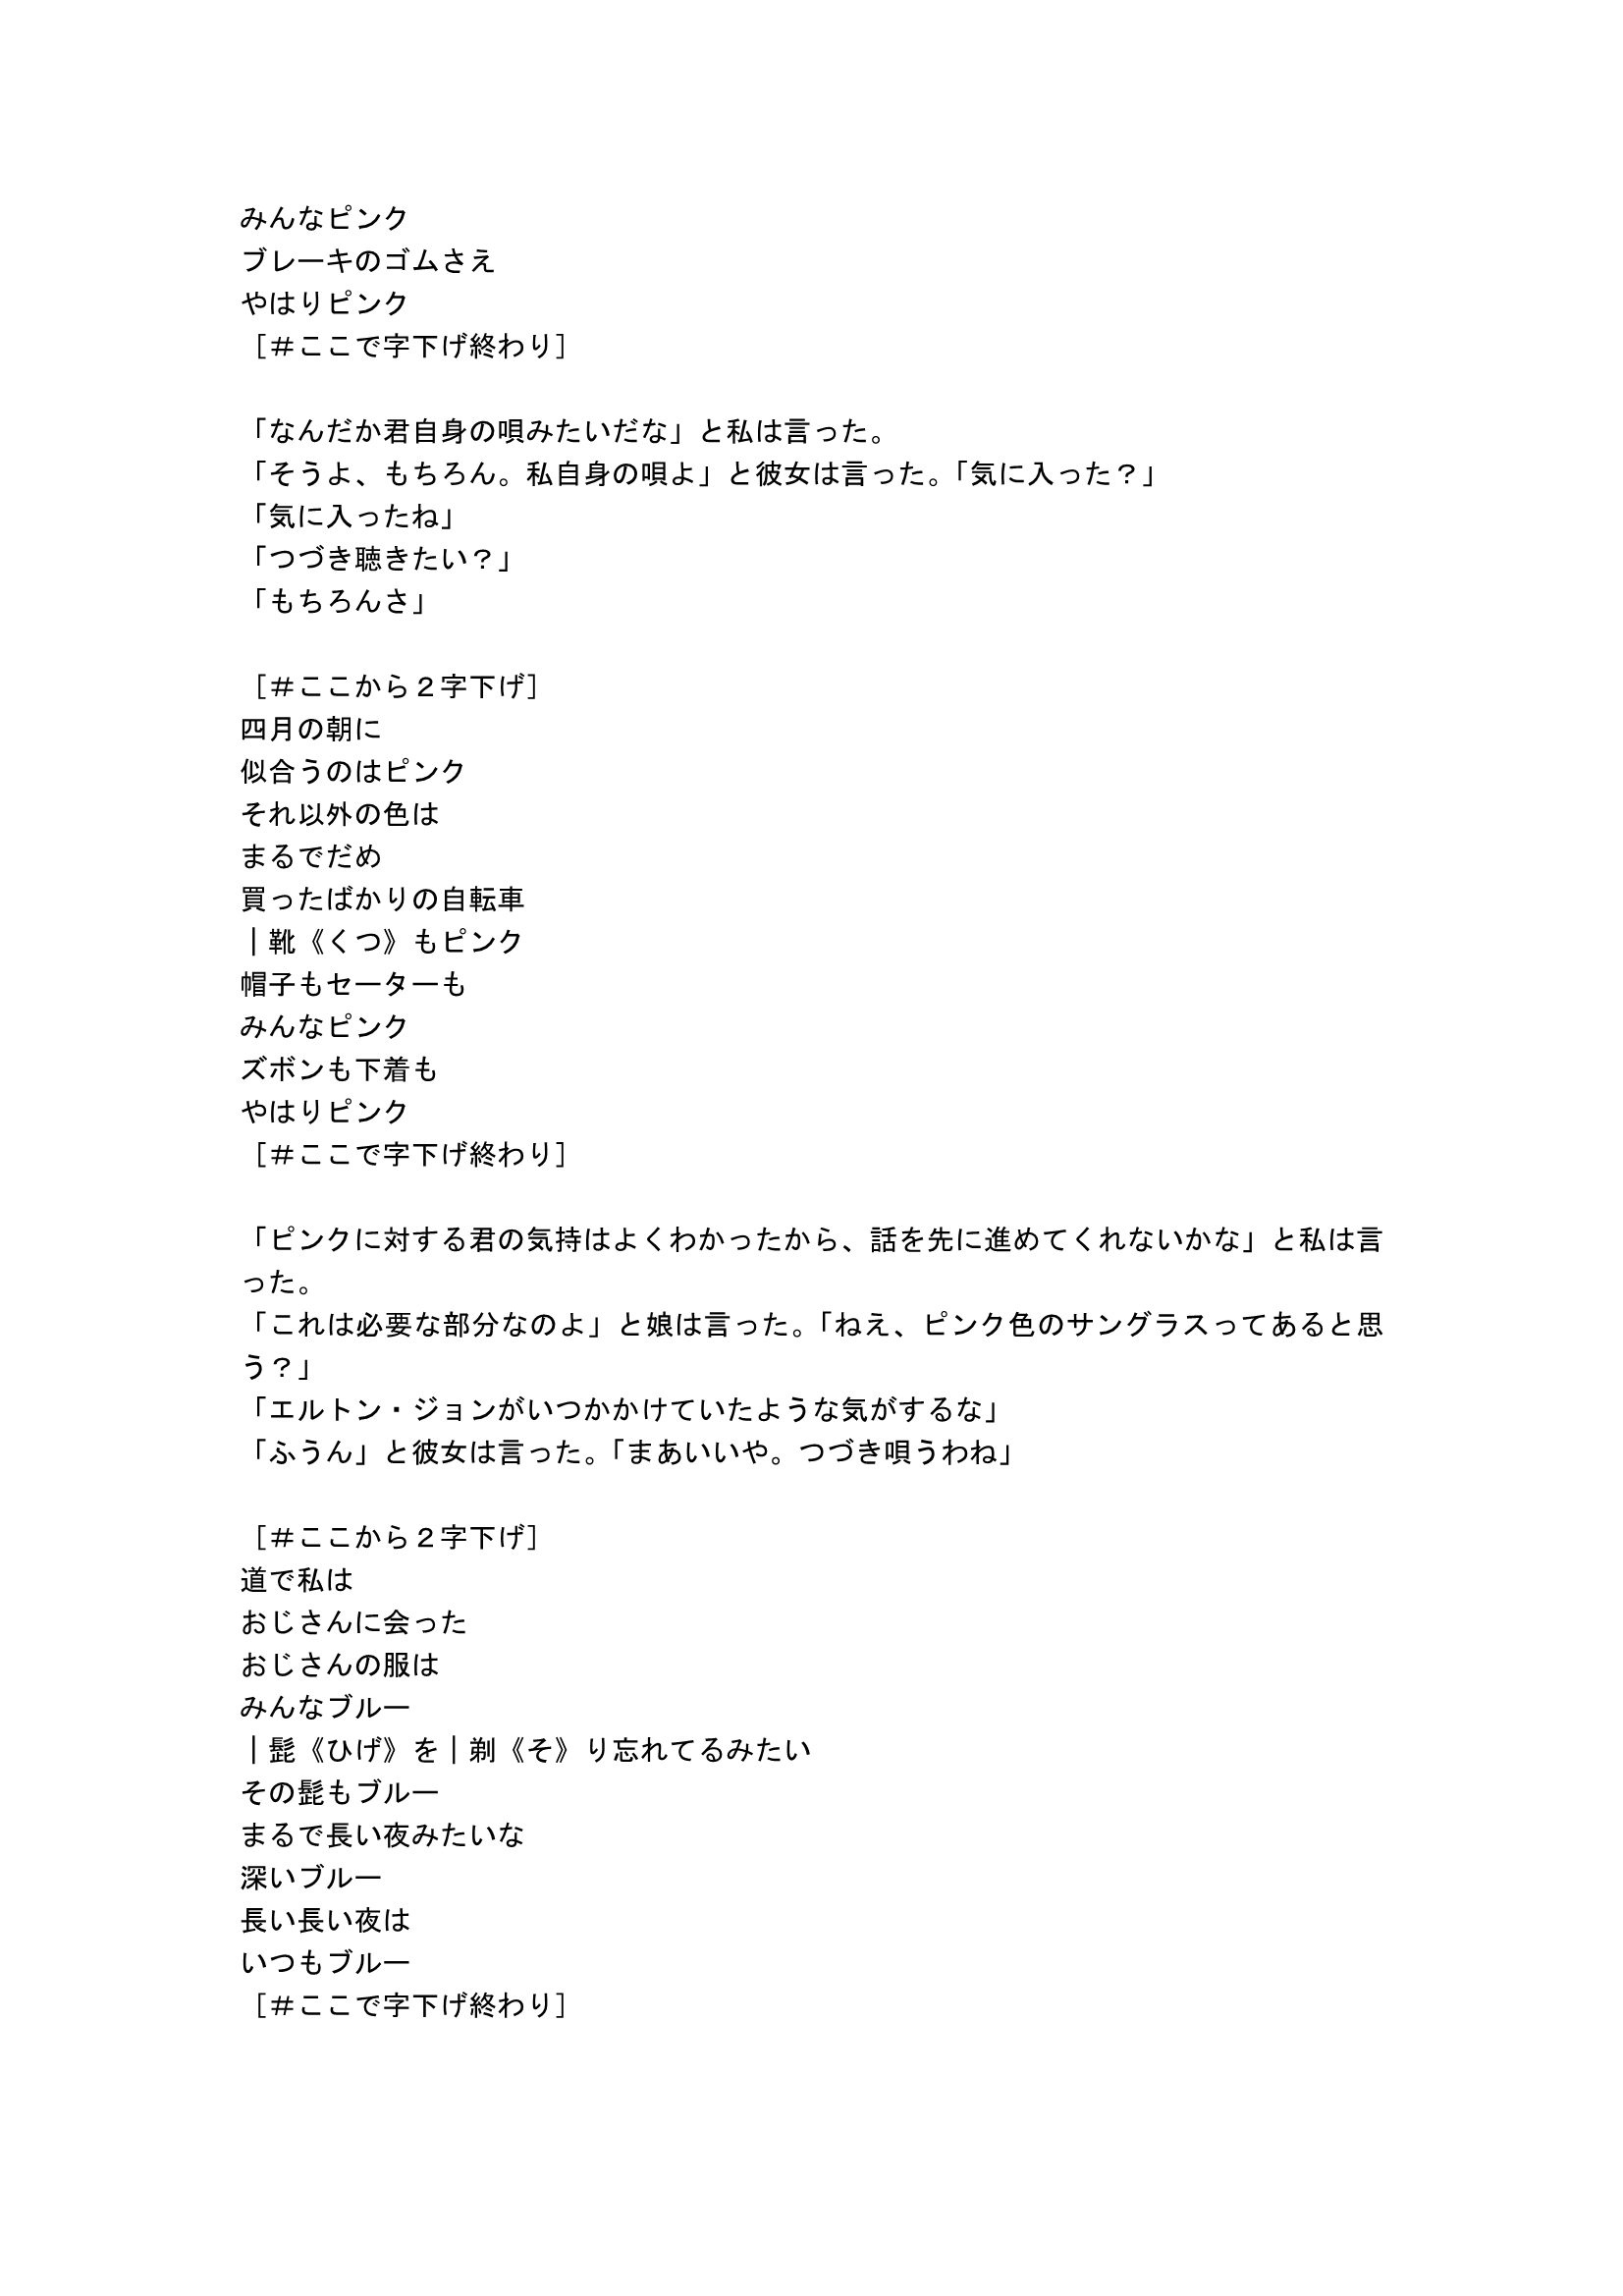 みんなピンク
ブレーキのゴムさえ
やはりピンク
［＃ここで字下げ終わり］
「なんだか君自身の唄みたいだな」と私は言った。
「そうよ、もちろん。私自身の唄よ」と彼女は言った。「気に入った？」
「気に入ったね」
「つづき聴きたい？」
「もちろんさ」
［＃ここから２字下げ］
四月の朝に
似合うのはピンク
それ以外の色は
まるでだめ
買ったばかりの自転車
｜靴《くつ》もピンク
帽子もセーターも
みんなピンク
ズボンも下着も
やはりピンク
［＃ここで字下げ終わり］
「ピンクに対する君の気持はよくわかったから、話を先に進めてくれないかな」と私は言
った。
「これは必要な部分なのよ」と娘は言った。「ねえ、ピンク色のサングラスってあると思
う？」
「エルトン・ジョンがいつかかけていたような気がするな」
「ふうん」と彼女は言った。「まあいいや。つづき唄うわね」
［＃ここから２字下げ］
道で私は
おじさんに会った
おじさんの服は
みんなブルー
｜髭《ひげ》を｜剃《そ》り忘れてるみたい
その髭もブルー
まるで長い夜みたいな
深いブルー
長い長い夜は
いつもブルー
［＃ここで字下げ終わり］